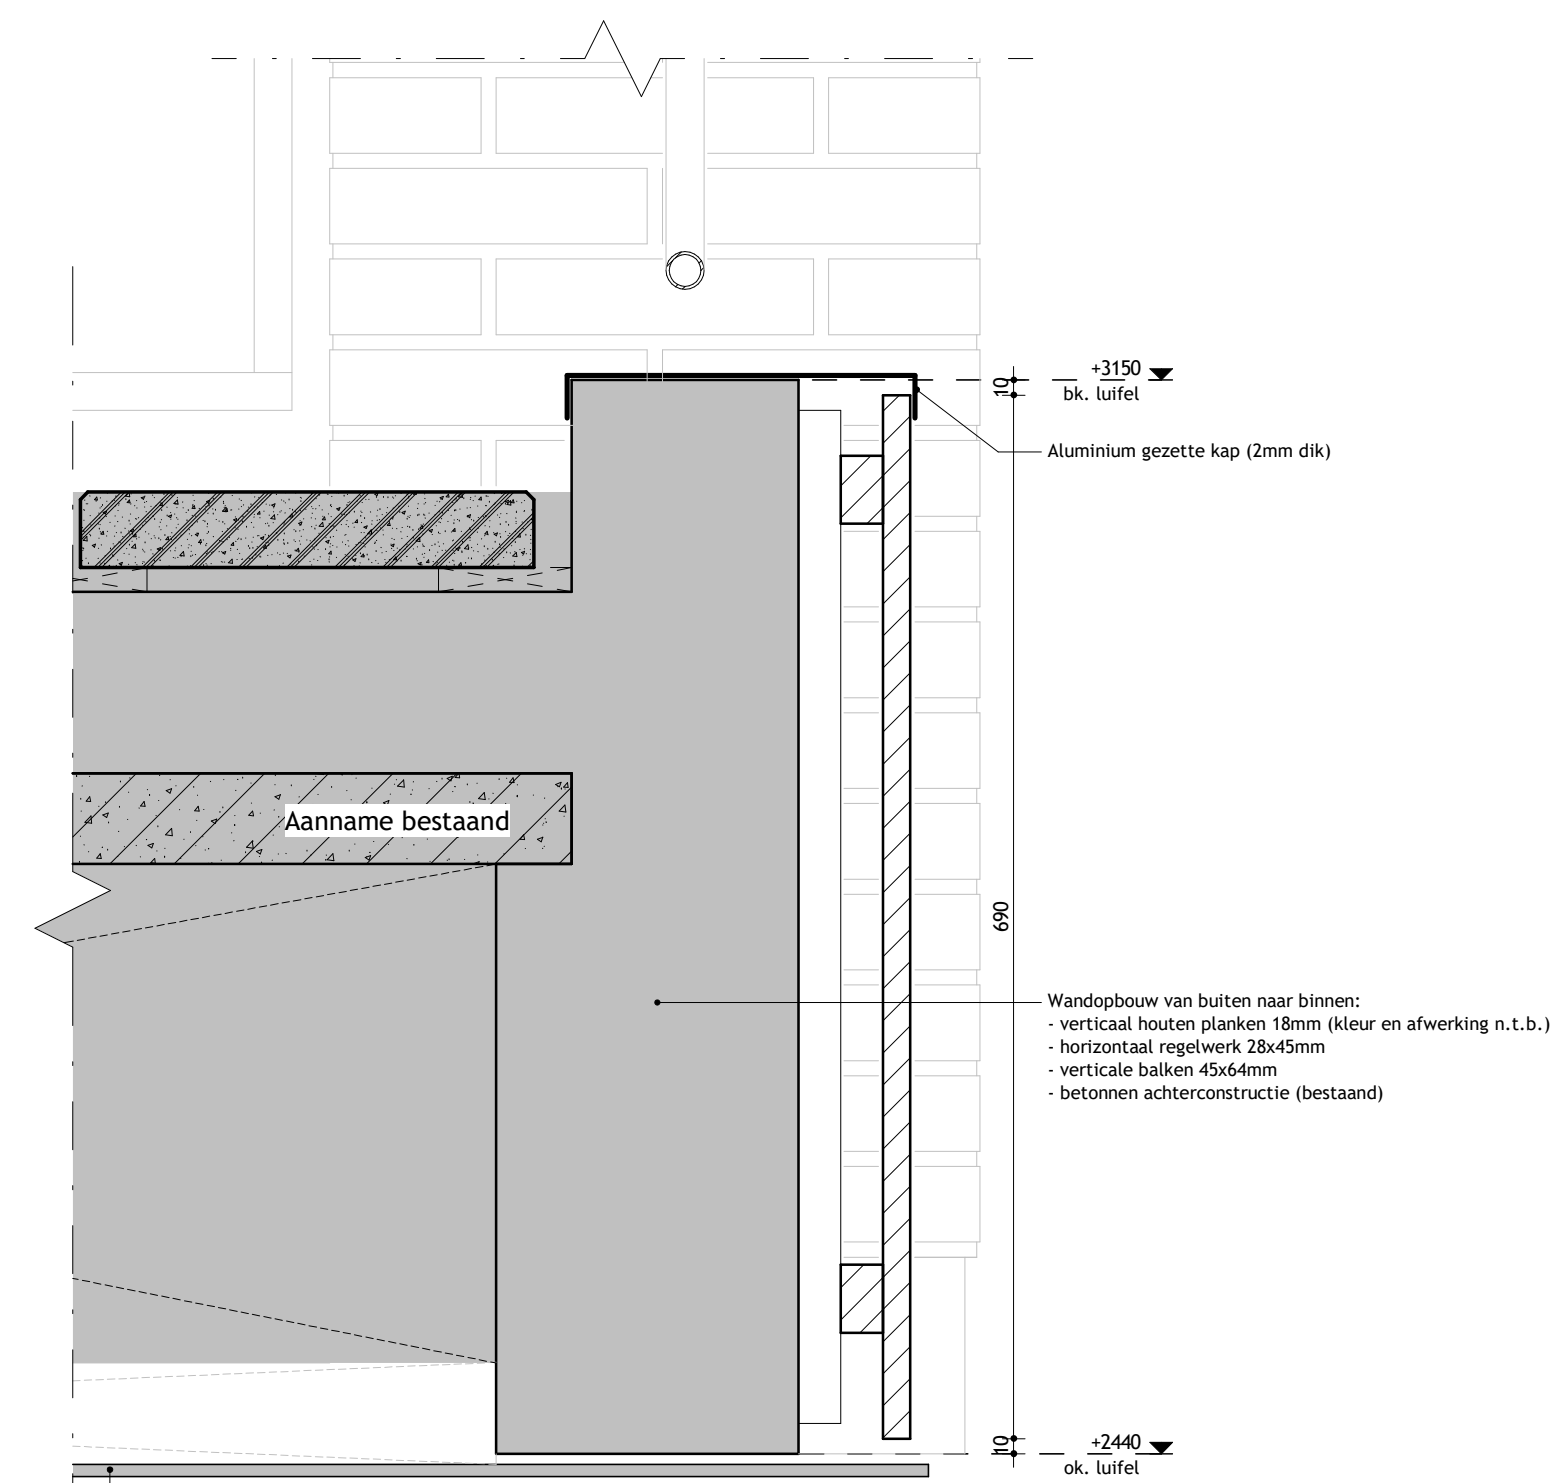 +3150
10
bk. luifel
Aluminium gezette kap (2mm dik)
Aanname bestaand
690
Wandopbouw van buiten naar binnen:
- verticaal houten planken 18mm (kleur en afwerking n.t.b.)
- horizontaal regelwerk 28x45mm
- verticale balken 45x64mm
- betonnen achterconstructie (bestaand)
10
+2440
ok. luifel